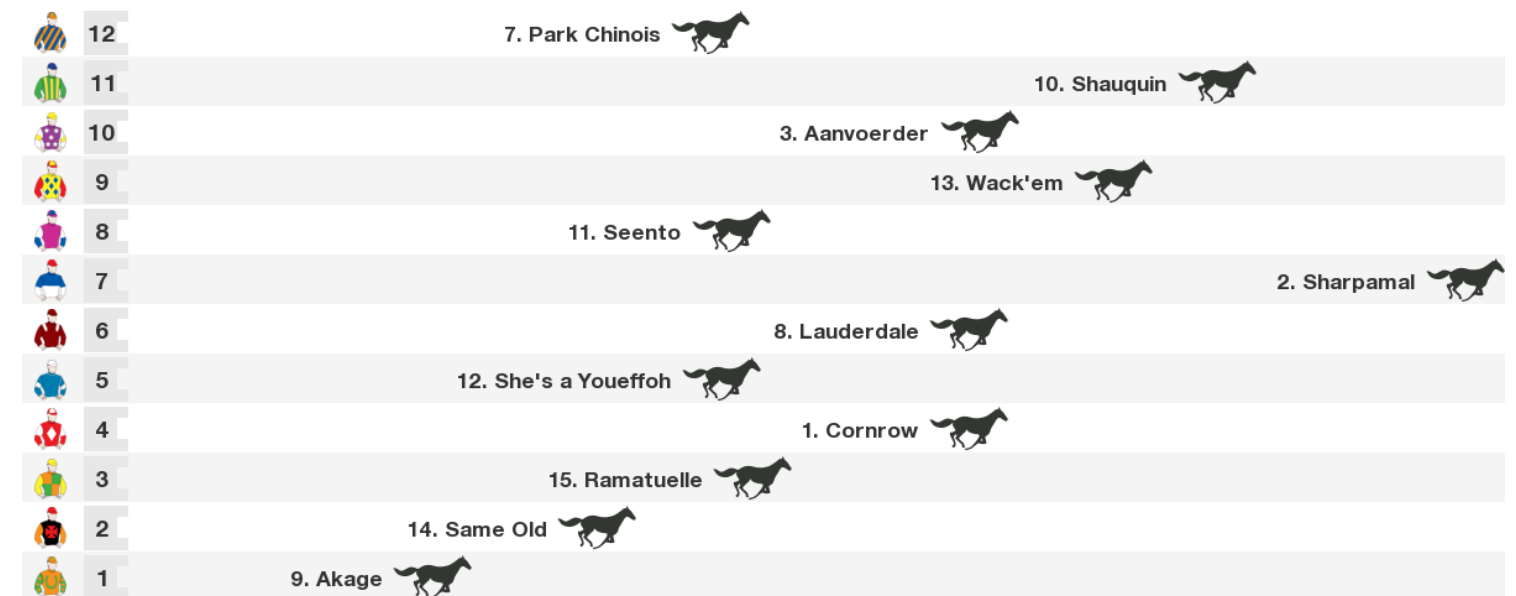 12 7. Park Chinois
11 10. Shauquin
10 3. Aanvoerder
9 13. Wack'em
8 11. Seento
7 2. Sharpamal
6 8. Lauderdale
5 12. She's a Youeffoh
4 1. Cornrow
3 15. Ramatuelle
2 14. Same Old
1 9. Akage